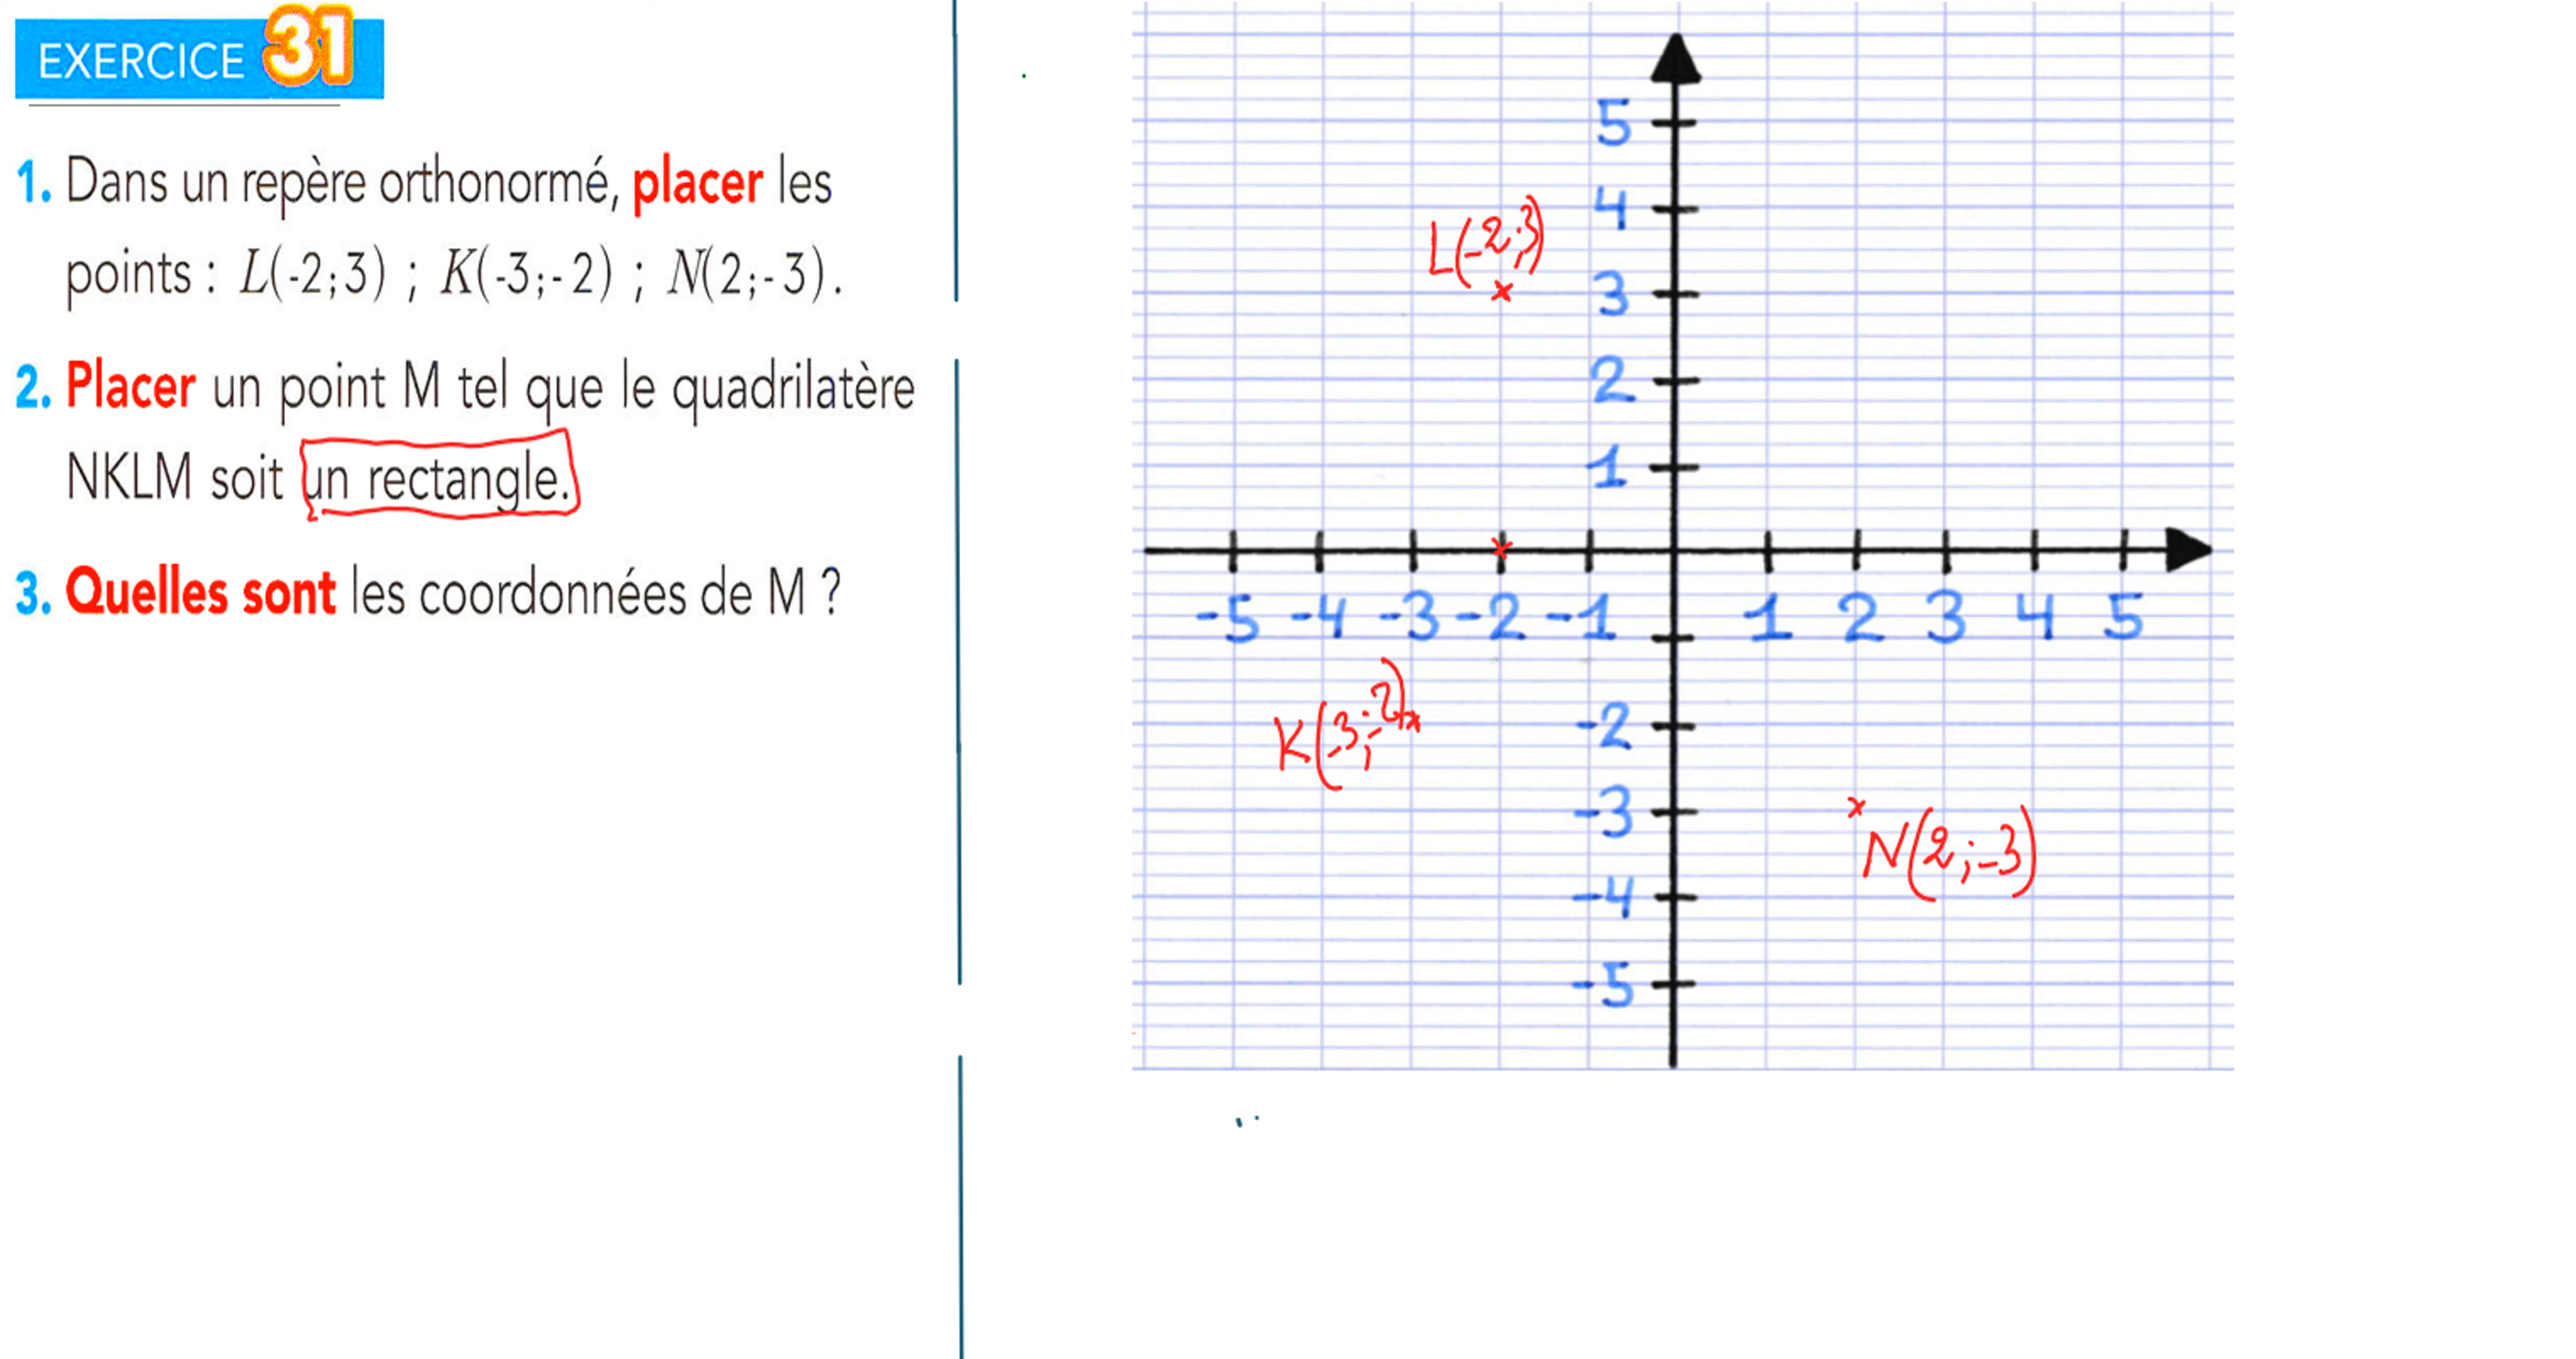 EXERCICE 31
1. Dans un repère orthonormé, placer les
points : L(-2;3) ; K(-3;-2) ; N(2;-3).
2. Placer un point M tel que le quadrilatère
NKLM soit un rectangle.
3. Quelles sont les coordonnées de M ?
5
4
L(-2;3)
3
2
1
-5 -4 -3 -2 -1 1 2 3 4 5
K(-3;-2)
-2
-3
N(2;-3)
-4
-5